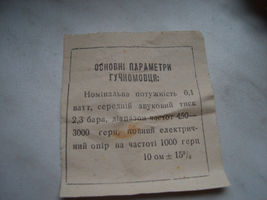 ОСНОВНІ ПАРАМЕТРИ
ГУЧНОМОВЦЯ:
Номінальна потужність 0,1
ватт, середній звуковий тиск
2,3 бара, діапазон частот 450—
3000 герц, повний електрич-
ний опір на частоті 1000 герц
10 ом ± 15%